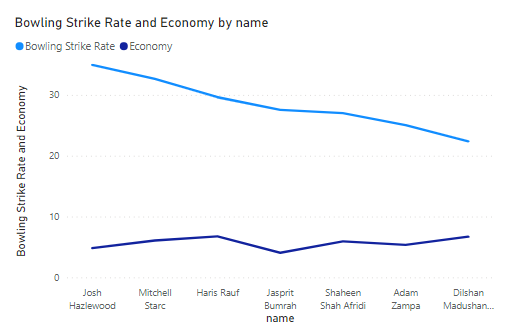 Bowling Strike Rate and Economy by name
Bowling Strike Rate Economy
Bowling Strike Rate and Economy
30
20
10
0
Josh Hazlewood
Mitchell Starc
Haris Rauf
Jasprit Bumrah
Shaheen Shah Afridi
Adam Zampa
Dilshan Madushan...
name